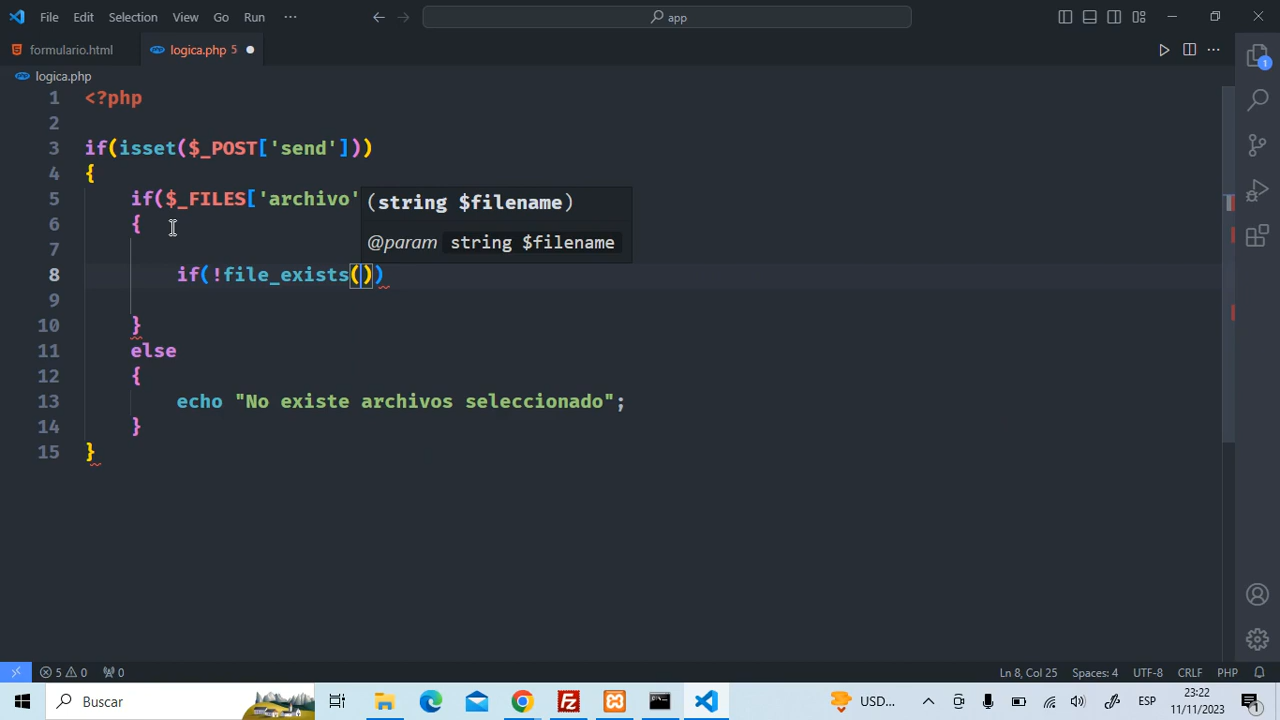 File Edit Selection View Go Run ··· app
formulario.html logica.php 5
logica.php
1 <?php
2
3 if(isset($_POST['send']))
4 {
5 if($_FILES['archivo'
(string $filename)
6 {
@param string $filename
7
8 if(!file_exists())
9
10 }
11 else
12 {
13 echo "No existe archivos seleccionado";
14 }
15 }
1
5 0 0 Ln 8, Col 25 Spaces: 4 UTF-8 CRLF PHP
Buscar USD... ESP 23:22
11/11/2023 1